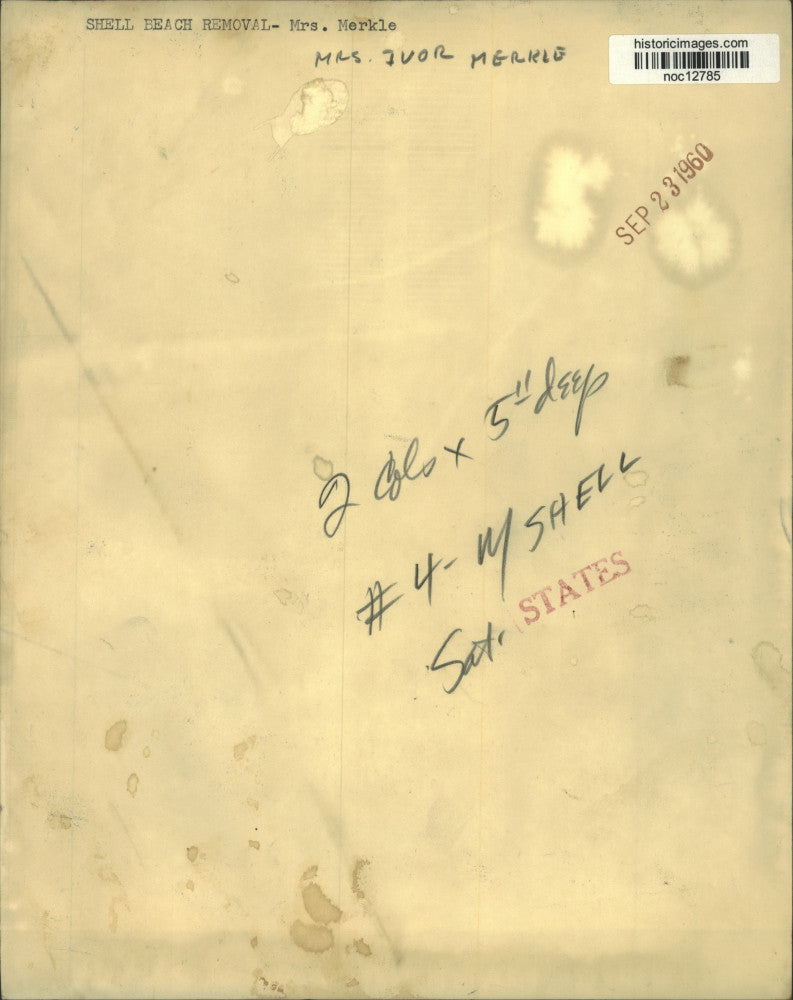 SHELL BEACH REMOVAL- Mrs. Merkle
MRS. IVOR MERKLE
historicimages.com
noc12785
SEP 23 1960
2 Cols x 5" deep
# 4 - W/ SHELL
Sat. STATES